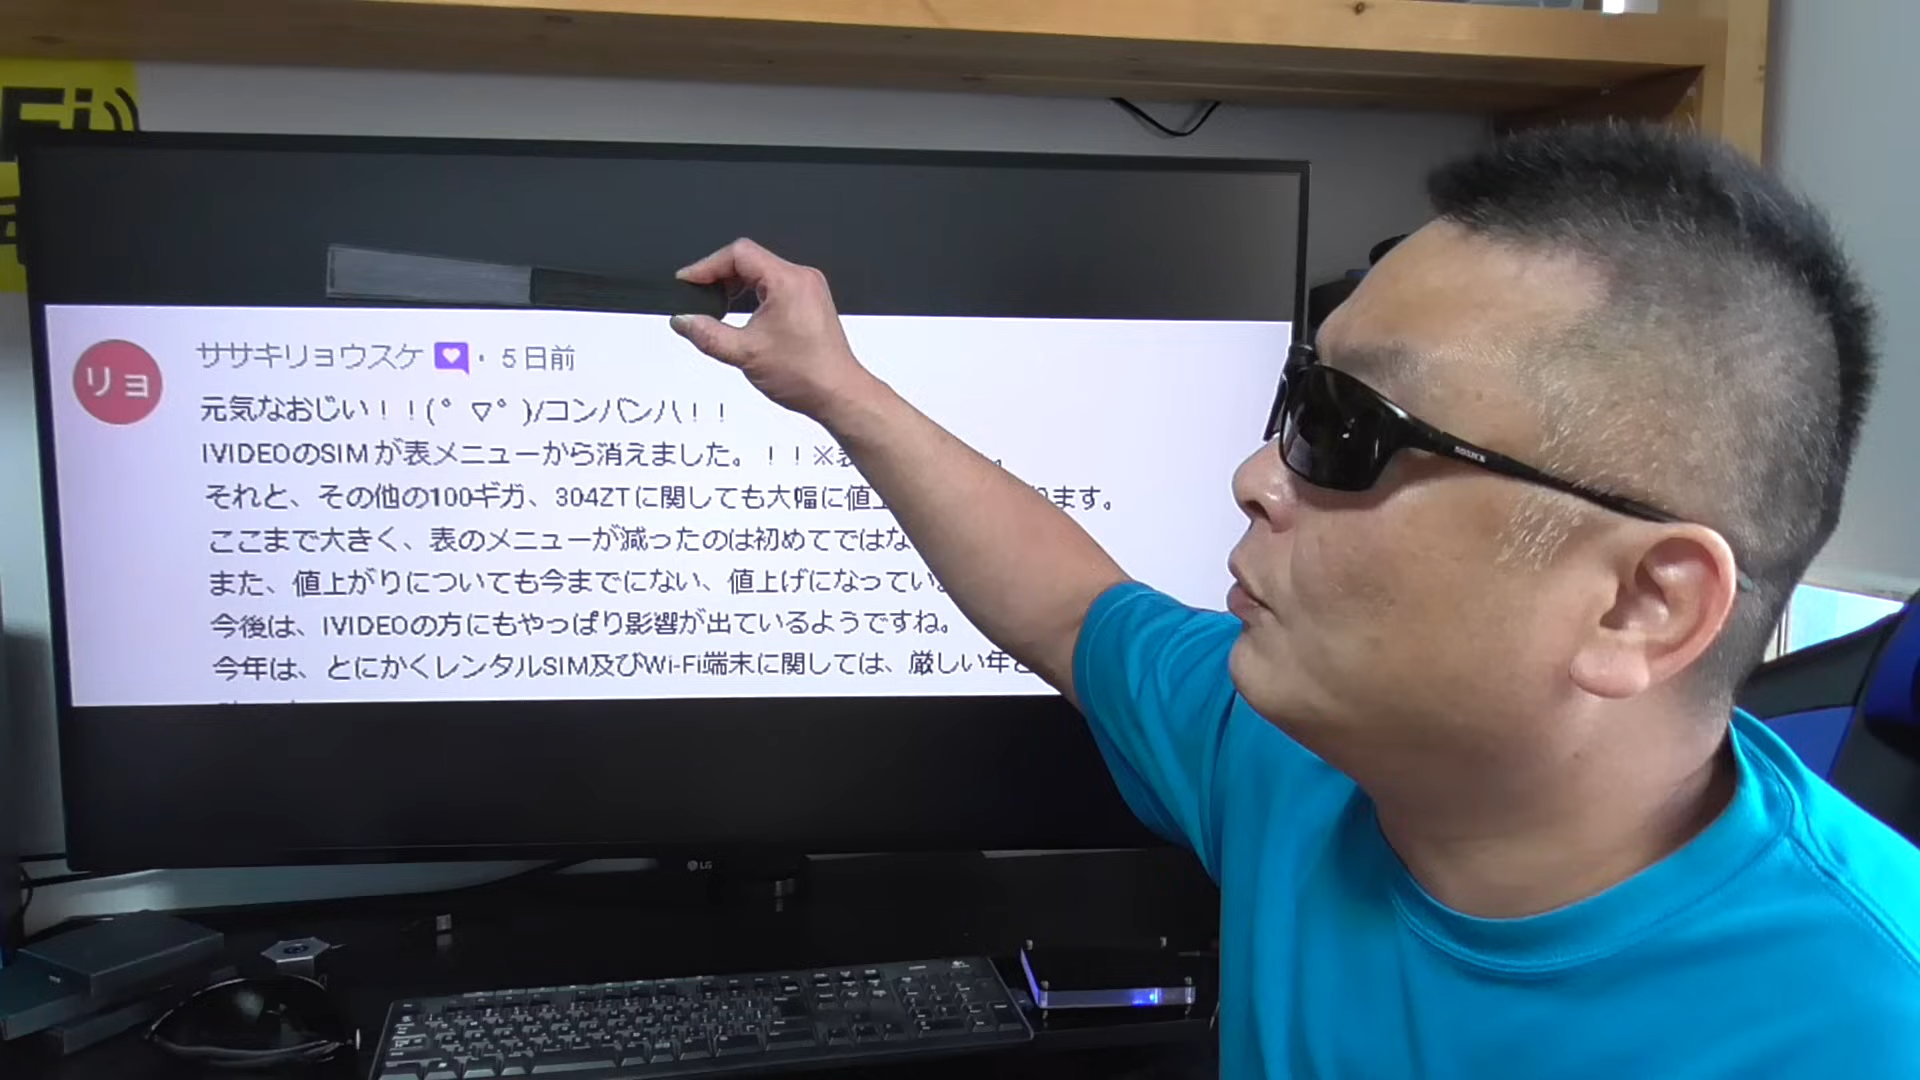 Fi
リョ
ササキリョウスケ ・ 5 日前
元気なおじい！！(ﾟ▽ﾟ)/コンバンハ！！
IVIDEOのSIMが表メニューから消えました。！！※
それと、その他の100ギガ、304ZTに関しても大幅に値 ます。
ここまで大きく、表のメニューが減ったのは初めてではな
また、値上がりについても今までにない、値上げになってい
今後は、IVIDEOの方にもやっぱり影響が出ているようですね。
今年は、とにかくレンタルSIM及びWi-Fi端末に関しては、厳しい年
LG